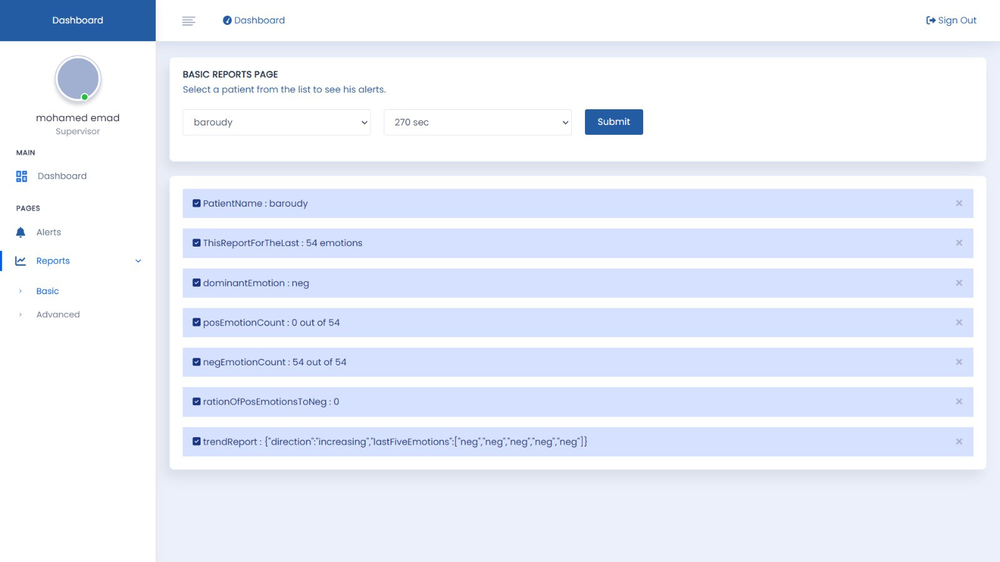 Dashboard
Dashboard
Sign Out
mohamed emad
Supervisor
MAIN
Dashboard
PAGES
Alerts
Reports
Basic
Advanced
BASIC REPORTS PAGE
Select a patient from the list to see his alerts.
baroudy
270 sec
Submit
PatientName : baroudy
ThisReportForTheLast : 54 emotions
dominantEmotion : neg
posEmotionCount : 0 out of 54
negEmotionCount : 54 out of 54
rationOfPosEmotionsToNeg : 0
trendReport : {"direction":"increasing","lastFiveEmotions":["neg","neg","neg","neg","neg"]}